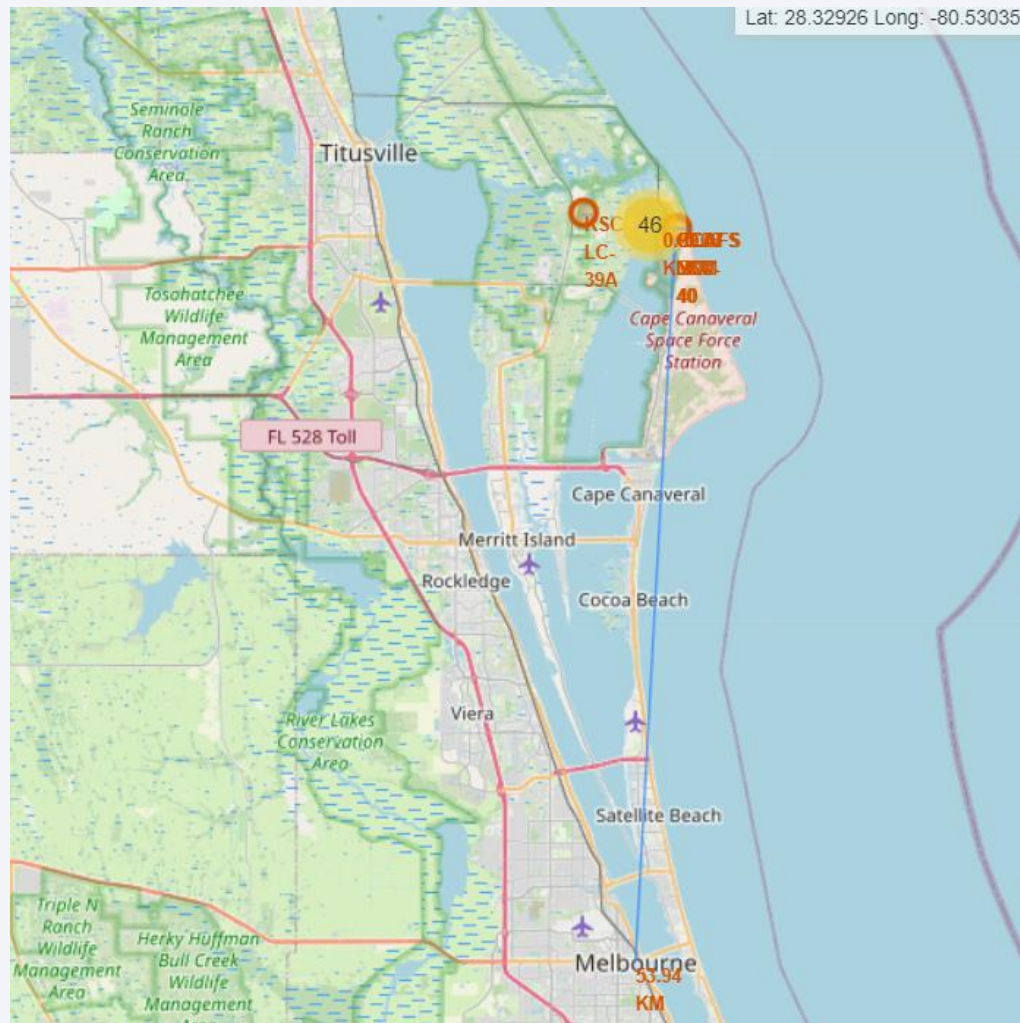 Lat: 28.32926 Long: -80.53035
Seminole
Ranch
Conservation
Area
Titusville
KSC
LC-
39A
46
40
Cape Canaveral
Space Force
Station
Tosohatchee
Wildlife
Management
Area
FL 528 Toll
Cape Canaveral
Merritt Island
Rockledge
Cocoa Beach
Viera
River Lakes
Conservation
Area
Satellite Beach
Triple N
Ranch
Wildlife
Management
Area
Herky Huffman
Bull Creek
Wildlife
Management
Melbourne
53.94
KM